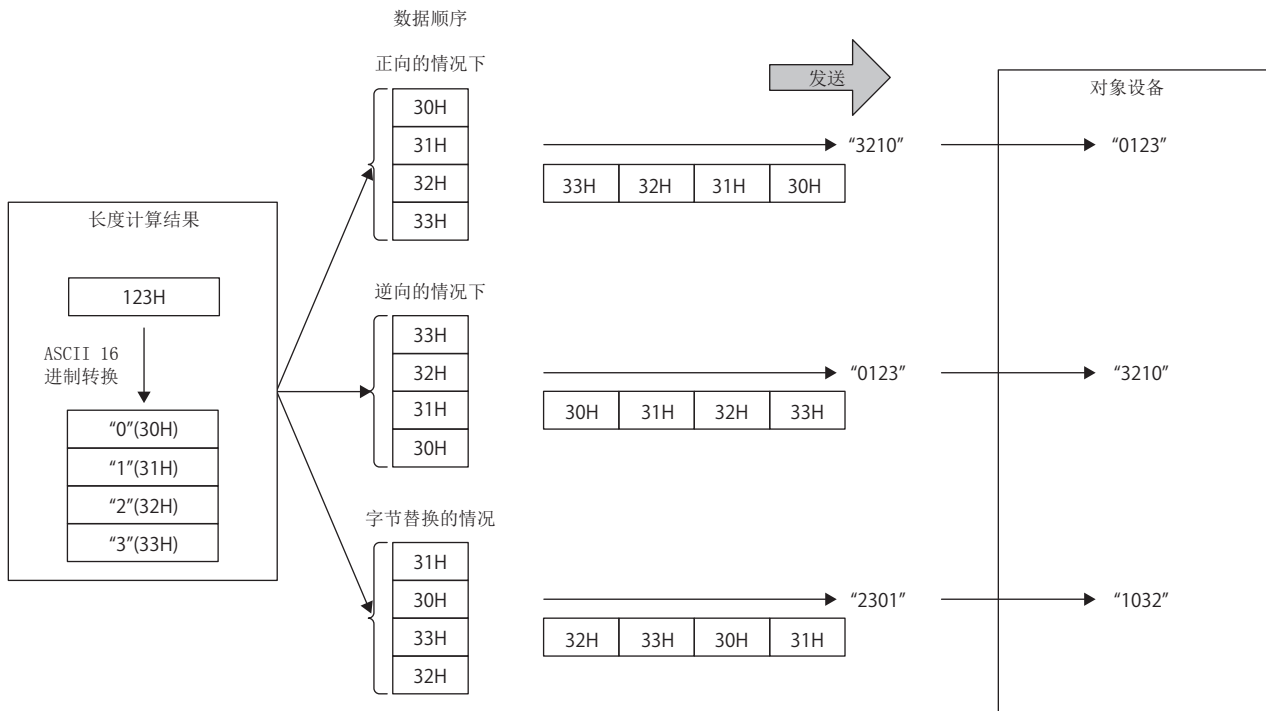 数据顺序
正向的情况下
30H
31H
32H
33H
发送
33H 32H 31H 30H
“3210”
对象设备
“0123”
长度计算结果
123H
ASCII 16
进制转换
“0”(30H)
“1”(31H)
“2”(32H)
“3”(33H)
逆向的情况下
33H
32H
31H
30H
30H 31H 32H 33H
“0123”
“3210”
字节替换的情况
31H
30H
33H
32H
32H 33H 30H 31H
“2301”
“1032”